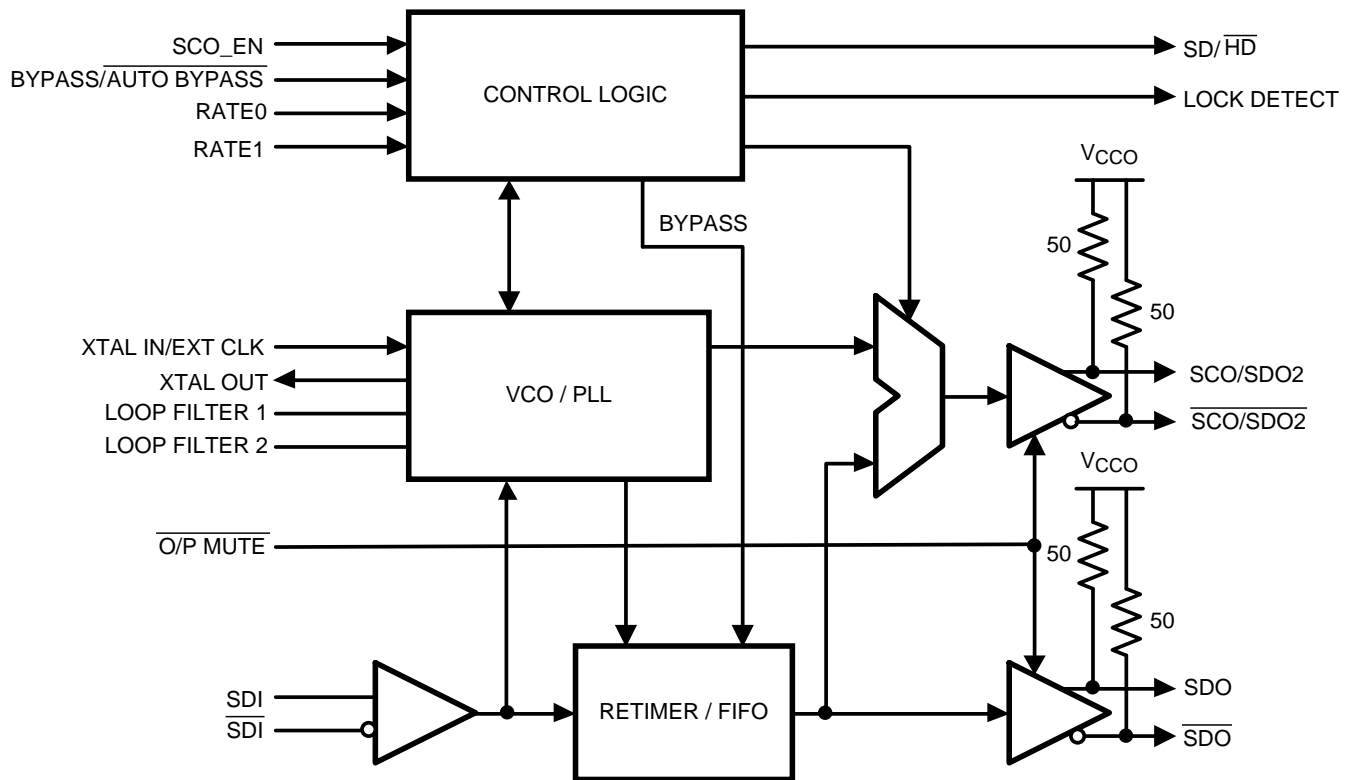 SCO_EN
BYPASS/AUTO BYPASS
RATE0
RATE1
CONTROL LOGIC
SD/HD
LOCK DETECT
BYPASS
VCCO
50
50
XTAL IN/EXT CLK
XTAL OUT
LOOP FILTER 1
LOOP FILTER 2
VCO / PLL
SCO/SDO2
SCO/SDO2
VCCO
50
50
O/P MUTE
SDI
SDI
RETIMER / FIFO
SDO
SDO